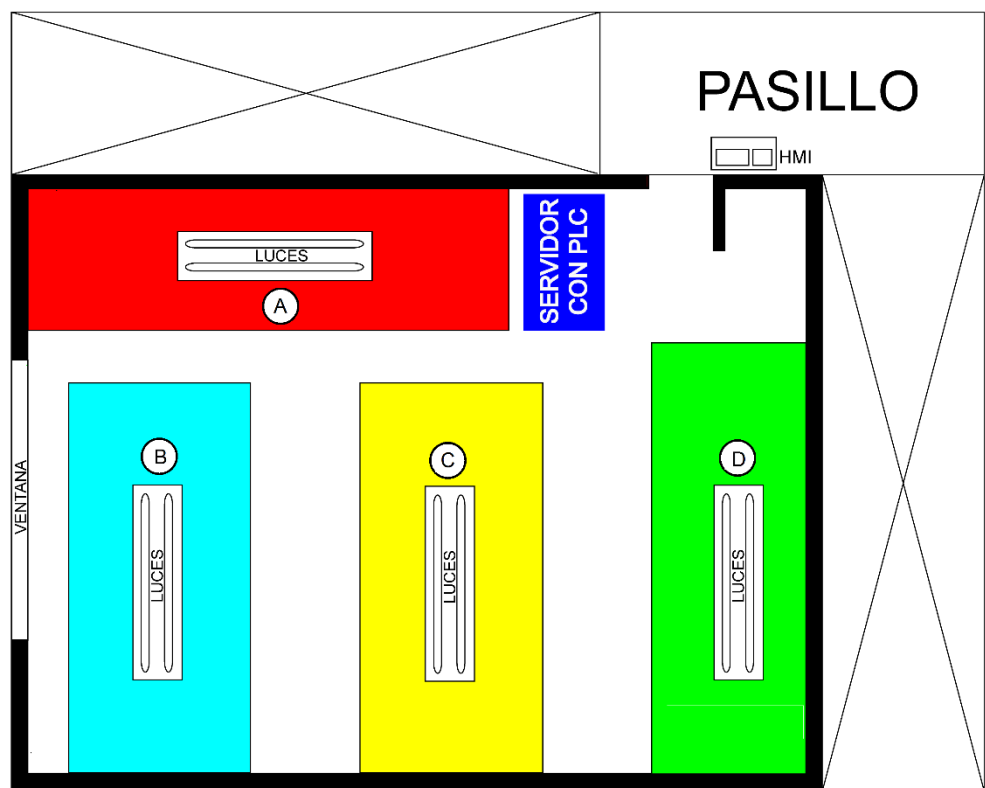 PASILLO
HMI
LUCES
A
SERVIDOR
CON PLC
B
C
D
VENTANA
LUCES
LUCES
LUCES